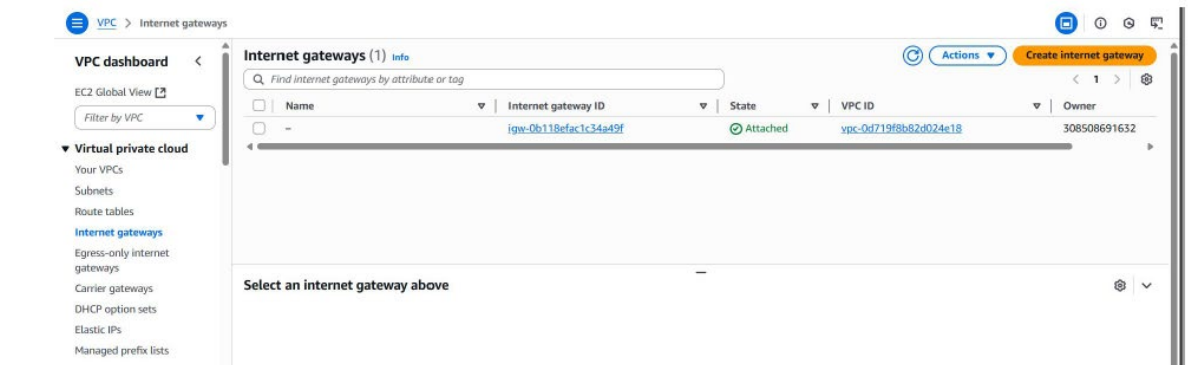 VPC > Internet gateways
VPC dashboard
EC2 Global View
Filter by VPC
Virtual private cloud
Your VPCs
Subnets
Route tables
Internet gateways
Egress-only internet
gateways
Carrier gateways
DHCP option sets
Elastic IPs
Managed prefix lists
Internet gateways (1) Info
Actions
Create internet gateway
Find internet gateways by attribute or tag
1
Name Internet gateway ID State VPC ID Owner
– igw-0b118efac1c34a49f Attached vpc-0d719f8b82d024e18 308508691632
Select an internet gateway above